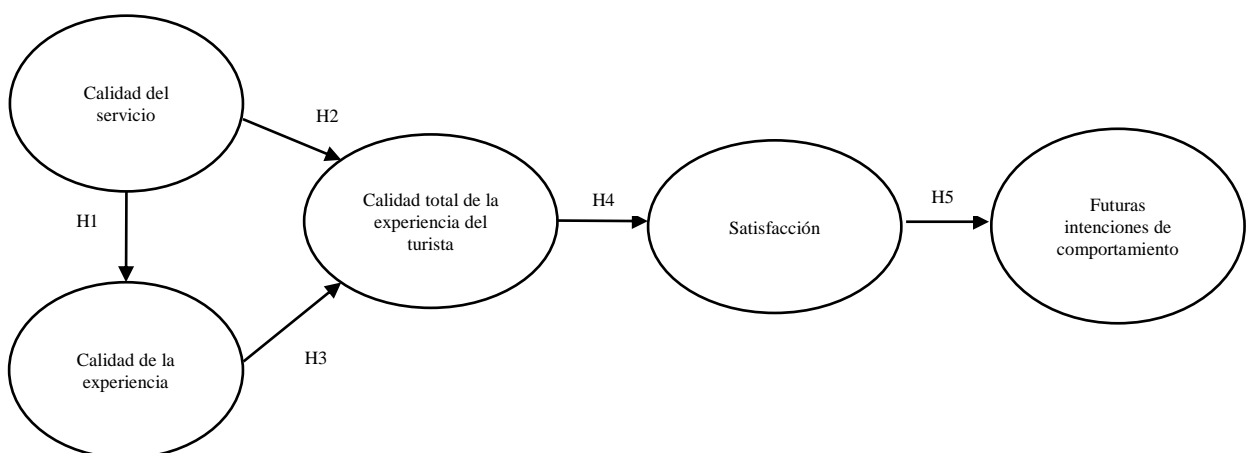 Calidad del
servicio
H2
H1
Calidad total de la
experiencia del
turista
H4
Satisfacción
H5
Futuras
intenciones de
comportamiento
Calidad de la
experiencia
H3